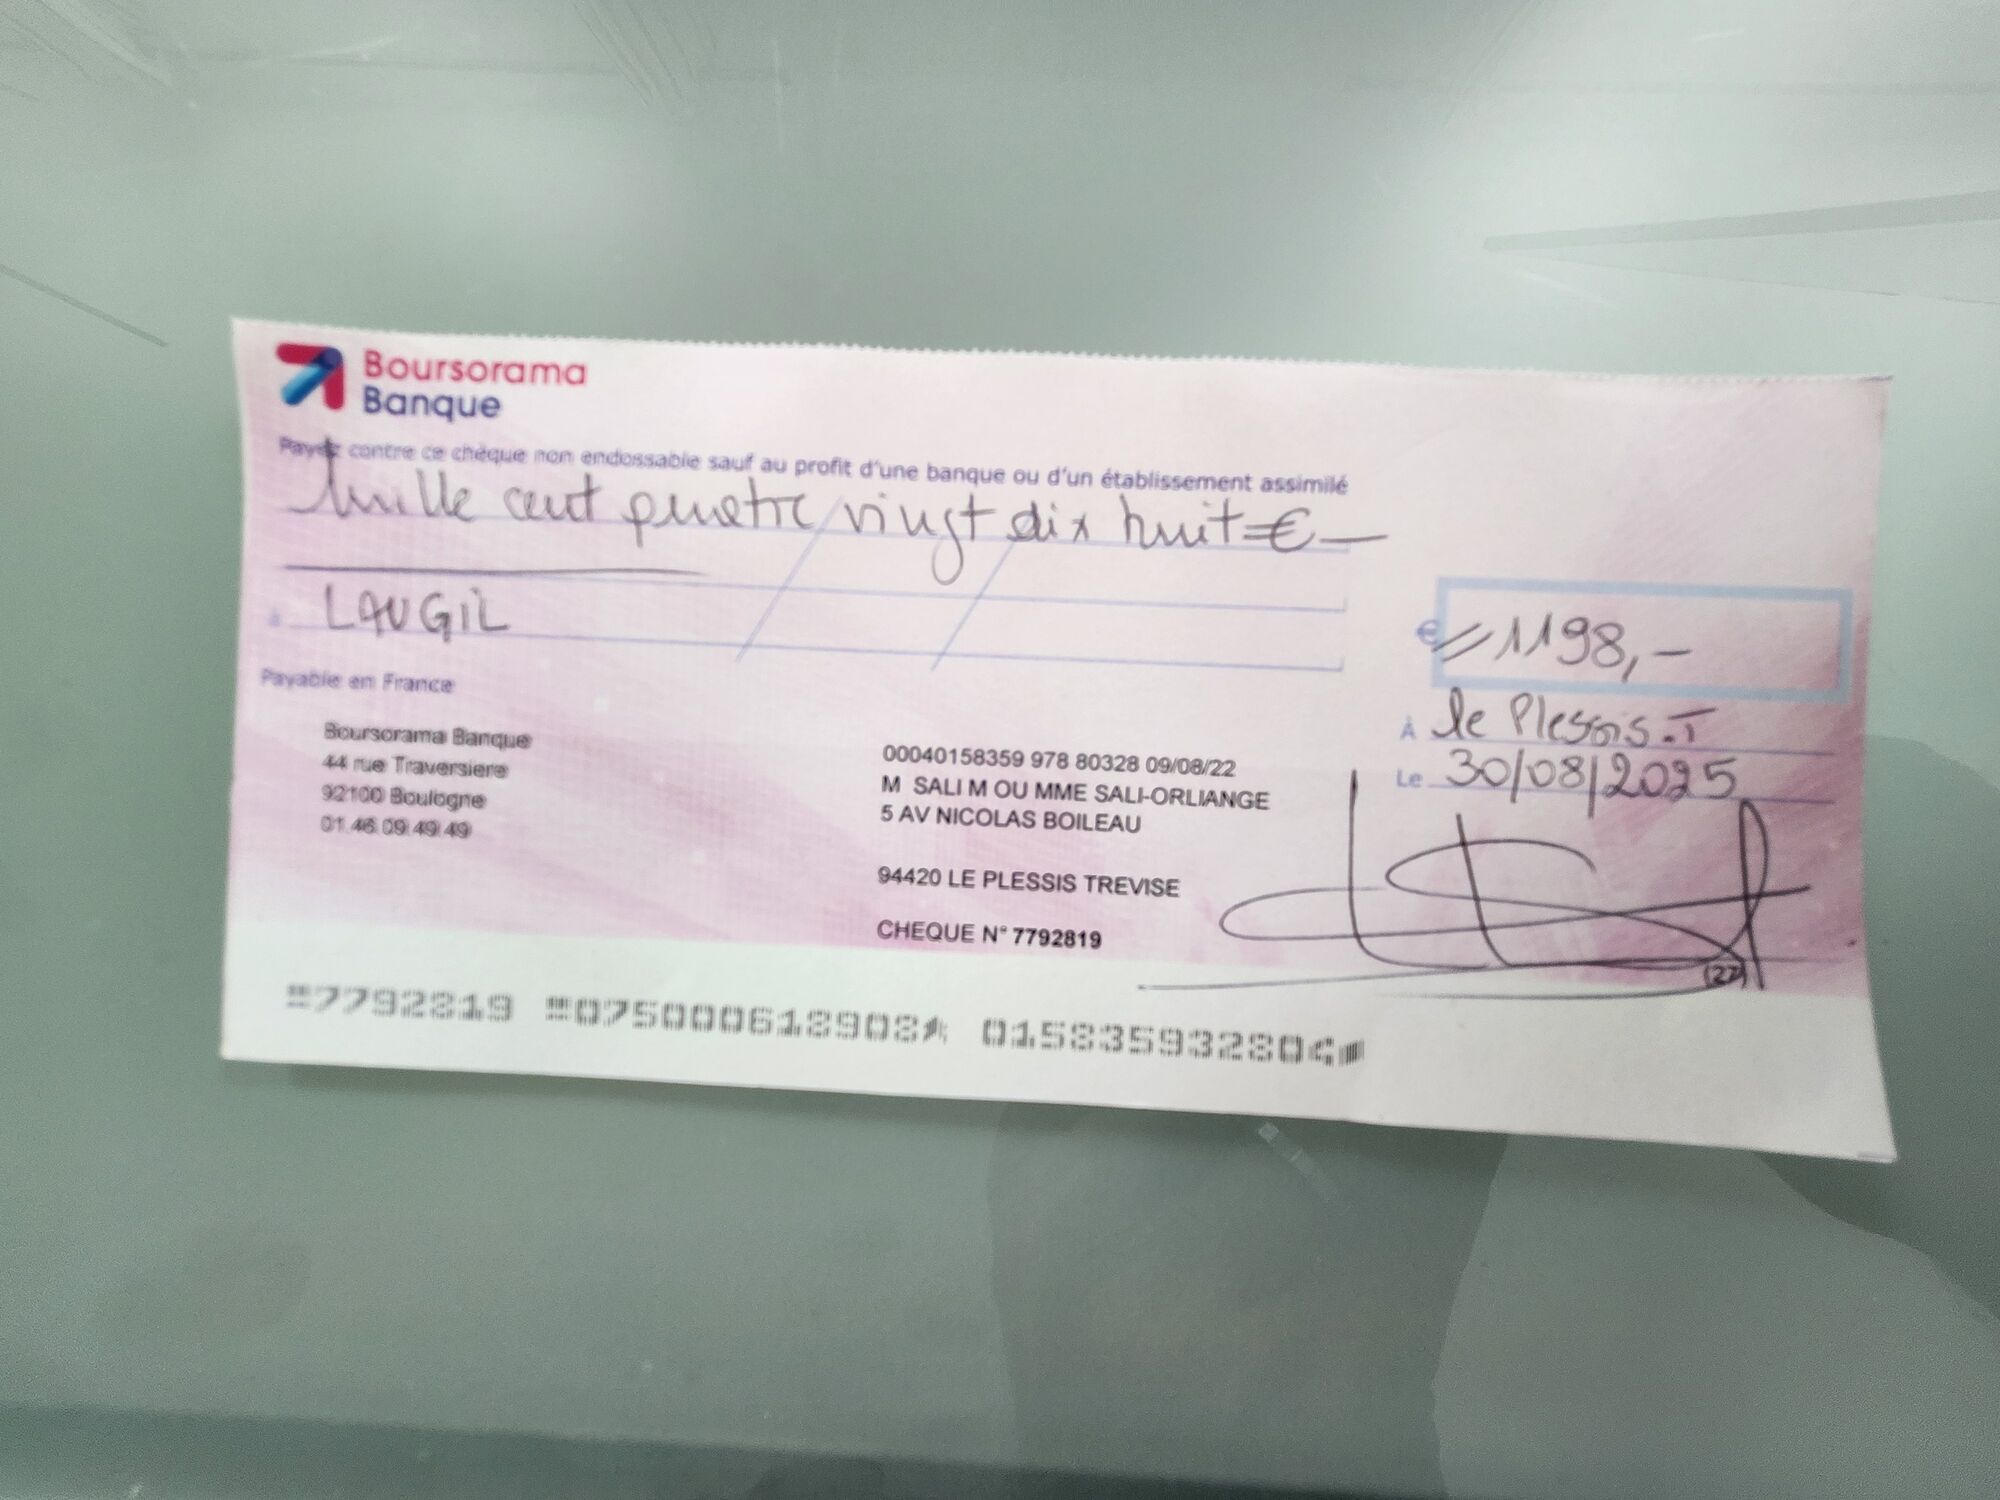 Boursorama
Banque
Payez contre ce chèque non endossable sauf au profit d'une banque ou d'un établissement assimilé
Mille cent quatre vingt dix huit=€—
€ // 1198,-
à LAUGIL
Payable en France
À le Plessis.T
Le 30/08/2025
Boursorama Banque
44 rue Traversiere
92100 Boulogne
01.46.09.49.49
00040158359 978 80328 09/08/22
M SALI M OU MME SALI-ORLIANGE
5 AV NICOLAS BOILEAU
94420 LE PLESSIS TREVISE
CHEQUE N° 7792819
(27)
7792819 075000618908 015835932804